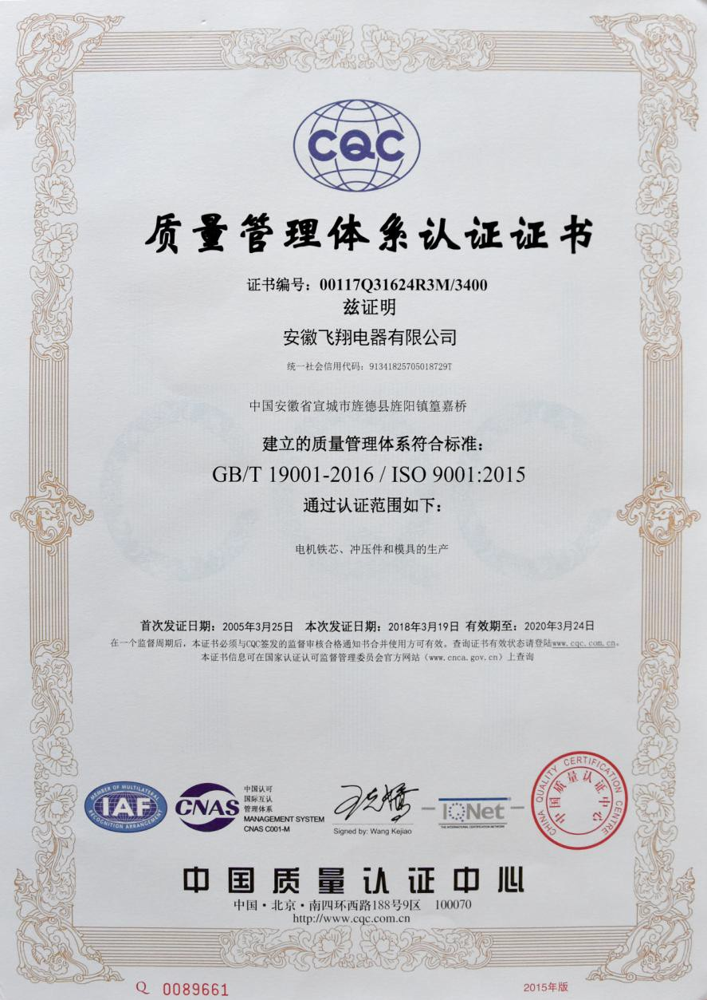 CQC
质量管理体系认证证书
证书编号：00117Q31624R3M/3400
兹证明
安徽飞翔电器有限公司
统一社会信用代码：91341825705018729T
中国安徽省宣城市旌德县旌阳镇篁嘉桥
建立的质量管理体系符合标准：
GB/T 19001-2016 / ISO 9001:2015
通过认证范围如下：
电机铁芯、冲压件和模具的生产
首次发证日期：2005年3月25日 本次发证日期：2018年3月19日 有效期至：2020年3月24日
在一个监督周期后，本证书必须与CQC签发的监督审核合格通知书合并使用方可有效。查询证书有效状态请登陆www.cqc.com.cn。
本证书信息可在国家认证认可监督管理委员会官方网站（www.cnca.gov.cn）上查询
MEMBER OF MULTILATERAL
IAF
RECOGNITION ARRANGEMENT
CNAS
中国认可
国际互认
管理体系
MANAGEMENT SYSTEM
CNAS C001-M
Signed by: Wang Kejiao
IQNet
THE INTERNATIONAL CERTIFICATION NETWORK
CHINA QUALITY CERTIFICATION CENTRE
中国质量认证中心
中国质量认证中心
中国·北京·南四环西路188号9区 100070
http://www.cqc.com.cn
Q 0089661
2015年版